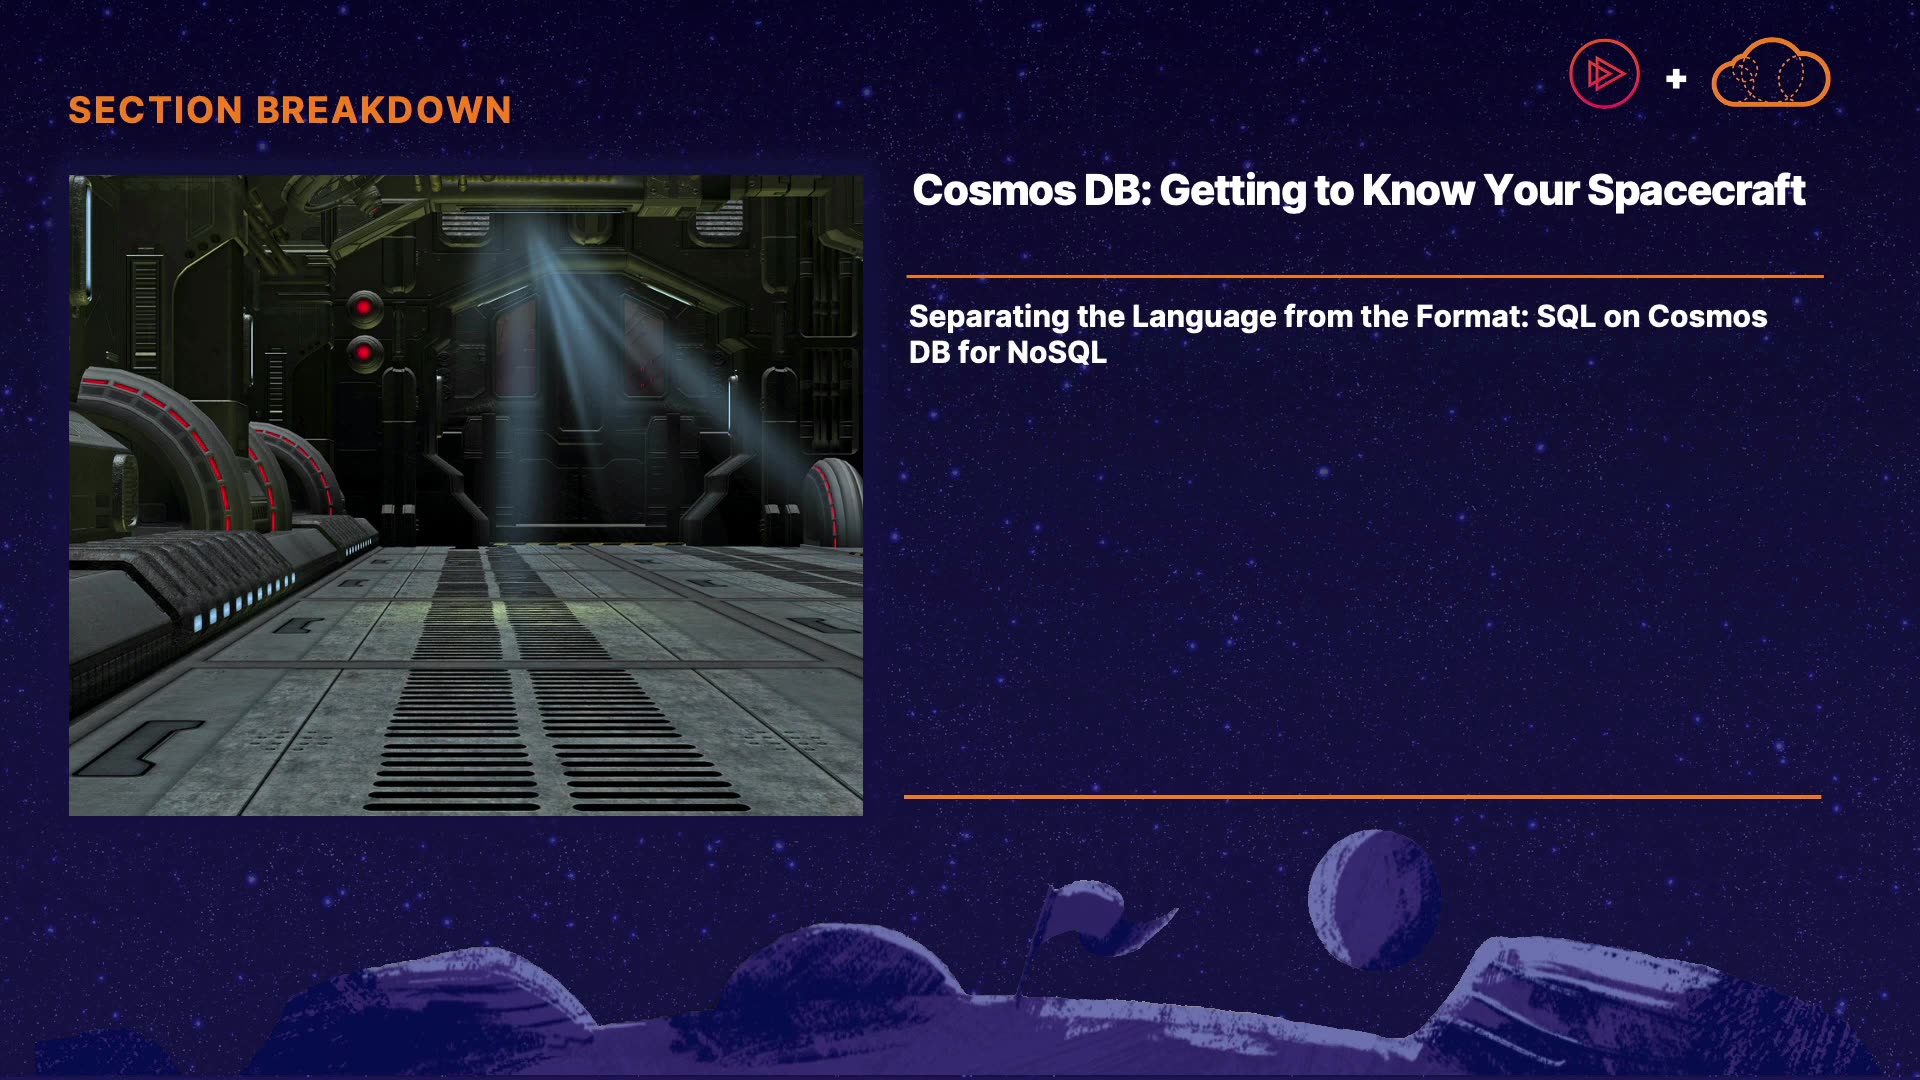 SECTION BREAKDOWN
+
Cosmos DB: Getting to Know Your Spacecraft
Separating the Language from the Format: SQL on Cosmos
DB for NoSQL